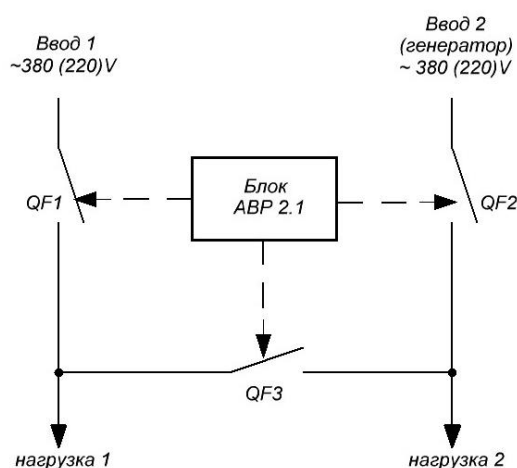 Ввод 1
~380 (220)V
Ввод 2
(генератор)
~ 380 (220)V
Блок
АВР 2.1
QF1
QF2
QF3
нагрузка 1
нагрузка 2